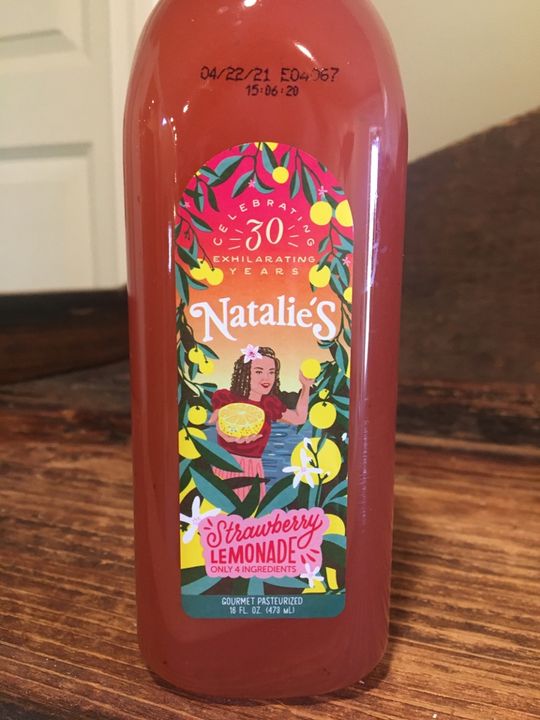 04/22/21 E04067
15:06:20
CELEBRATING
30
EXHILARATING
YEARS
Natalie's
Strawberry
LEMONADE
ONLY 4 INGREDIENTS
GOURMET PASTEURIZED
16 FL. OZ. (473 mL)